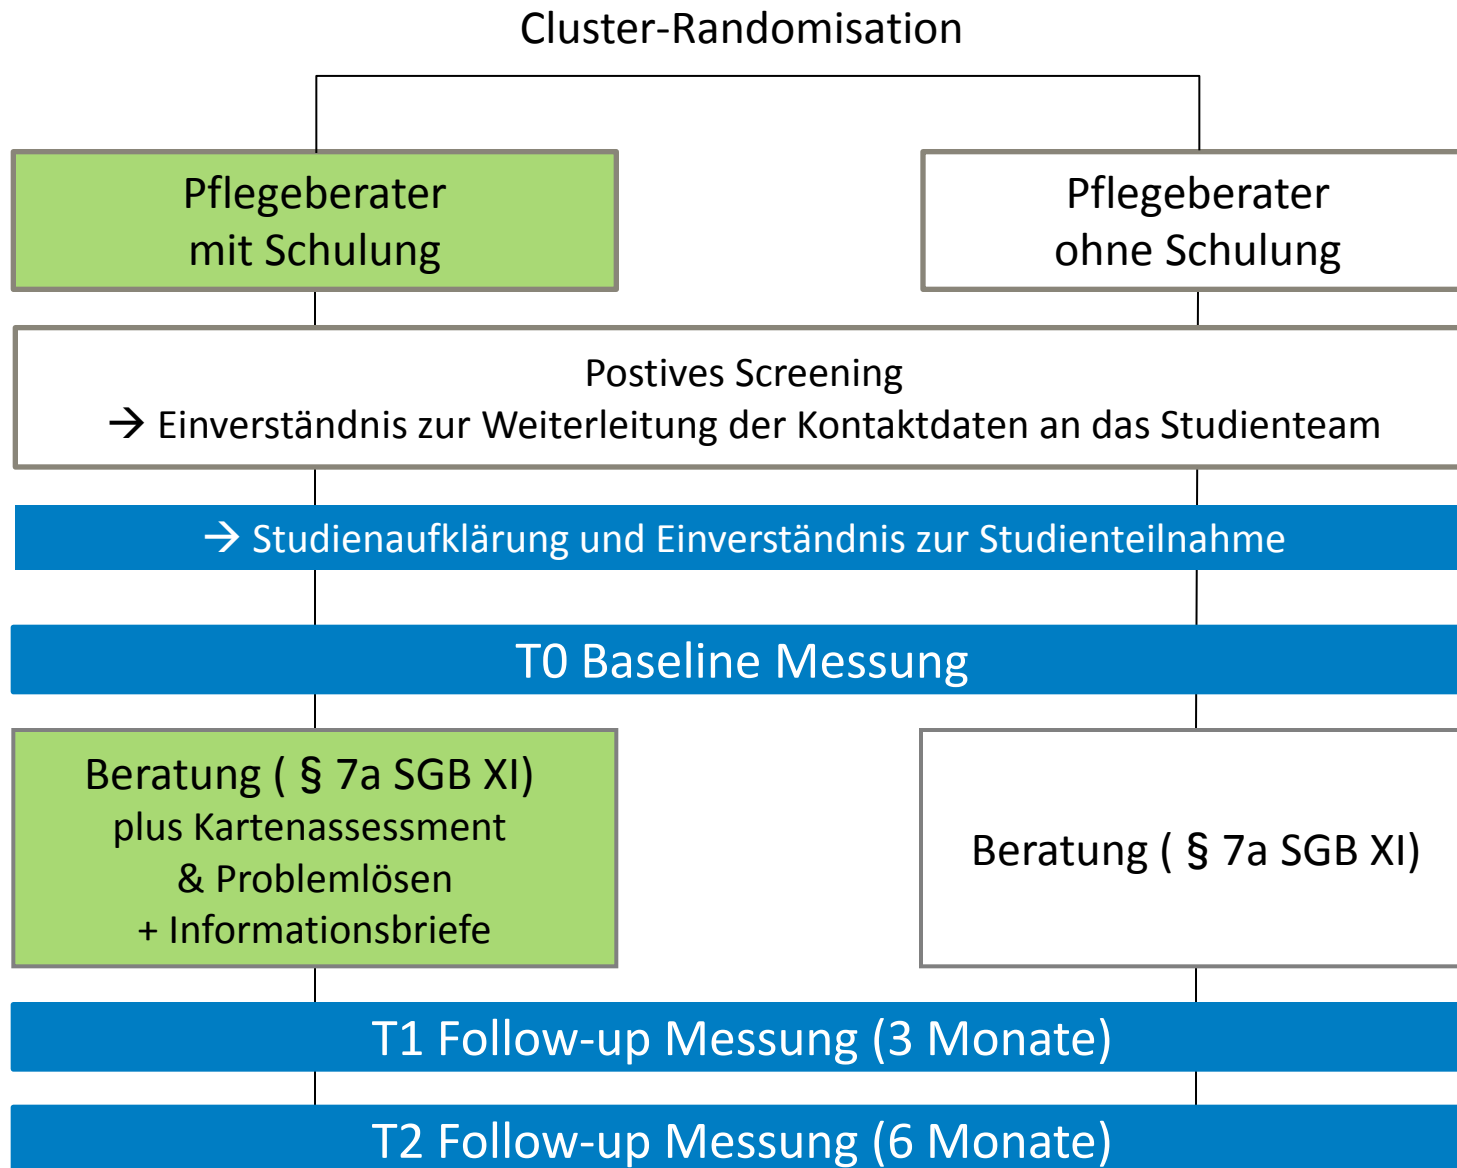 Cluster-Randomisation
Pflegeberater
mit Schulung
Pflegeberater
ohne Schulung
Postives Screening
→ Einverständnis zur Weiterleitung der Kontaktdaten an das Studienteam
→ Studienaufklärung und Einverständnis zur Studienteilnahme
T0 Baseline Messung
Beratung ( § 7a SGB XI)
plus Kartenassessment
& Problemlösen
+ Informationsbriefe
Beratung ( § 7a SGB XI)
T1 Follow-up Messung (3 Monate)
T2 Follow-up Messung (6 Monate)